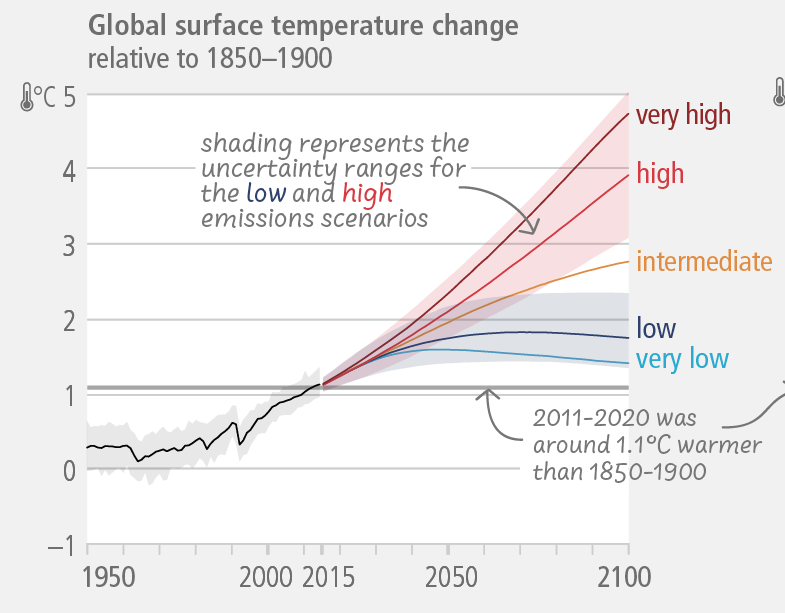 Global surface temperature change
relative to 1850–1900
°C 5
4
3
2
1
0
–1
shading represents the
uncertainty ranges for
the low and high
emissions scenarios
very high
high
intermediate
low
very low
2011-2020 was
around 1.1°C warmer
than 1850-1900
1950 2000 2015 2050 2100